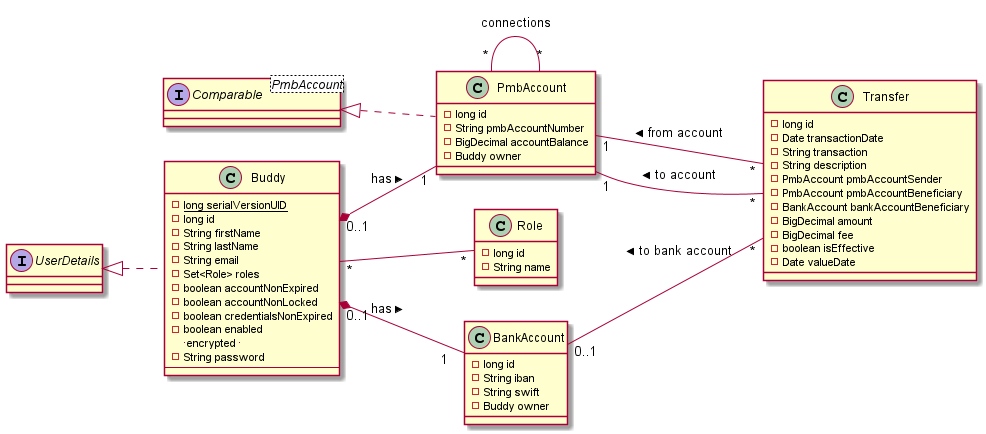 connections
*
*
I
Comparable
PmbAccount
C
PmbAccount
long id
String pmbAccountNumber
BigDecimal accountBalance
Buddy owner
C
Transfer
long id
Date transactionDate
String transaction
String description
PmbAccount pmbAccountSender
PmbAccount pmbAccountBeneficiary
BankAccount bankAccountBeneficiary
BigDecimal amount
BigDecimal fee
boolean isEffective
Date valueDate
◄ from account
1
*
◄ to account
1
*
has ►
1
0..1
C
Buddy
long serialVersionUID
long id
String firstName
String lastName
String email
Set<Role> roles
boolean accountNonExpired
boolean accountNonLocked
boolean credentialsNonExpired
boolean enabled
· encrypted ·
String password
I
UserDetails
*
*
C
Role
long id
String name
◄ to bank account
*
0..1
has ►
0..1
1
C
BankAccount
long id
String iban
String swift
Buddy owner